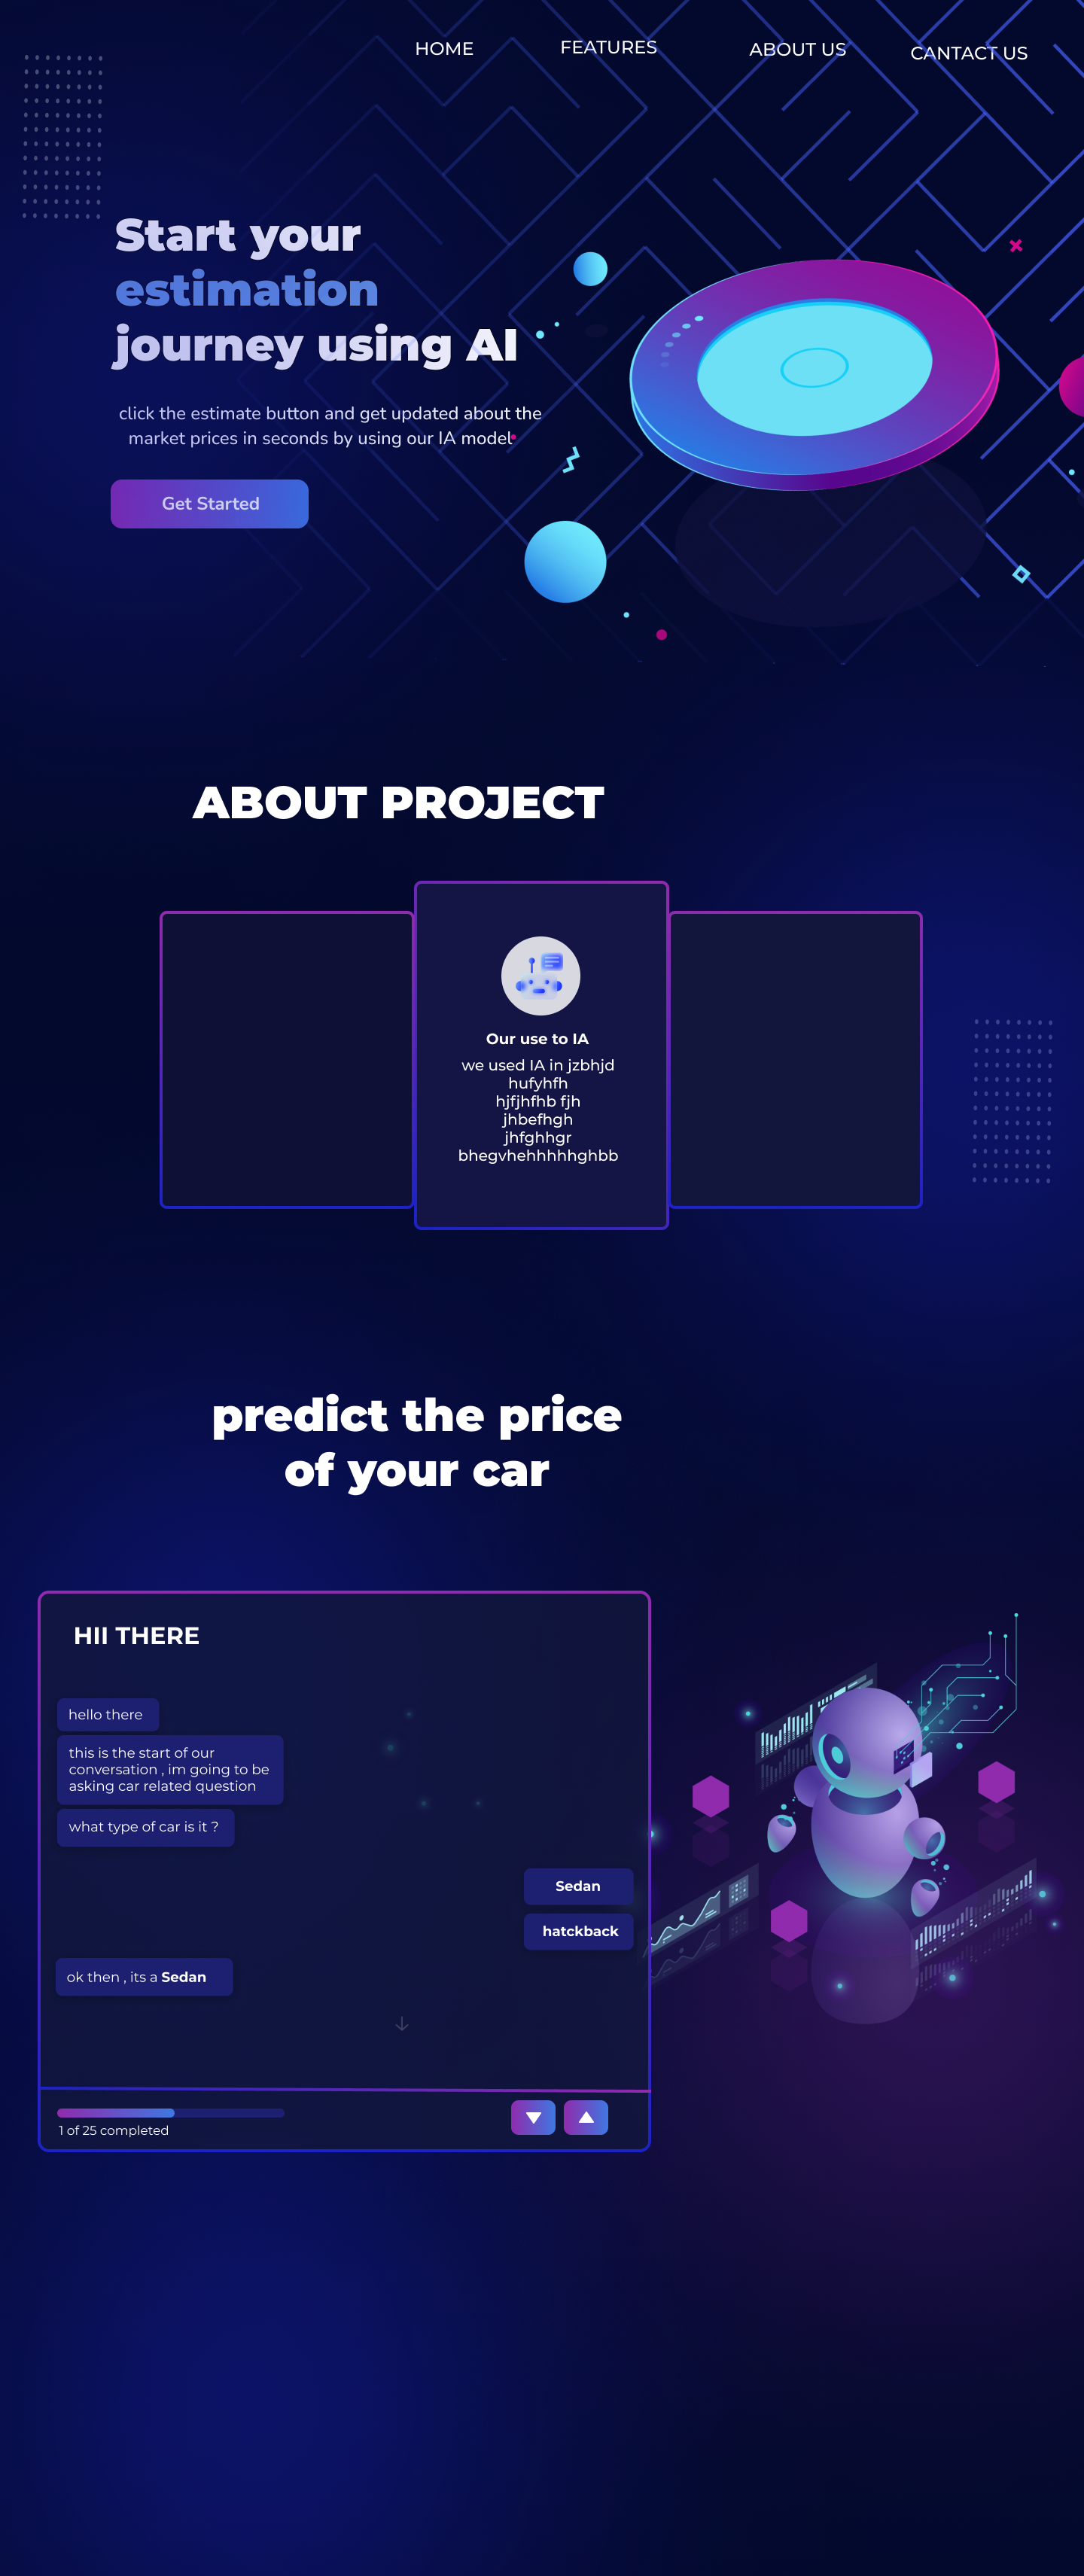 HOME FEATURES ABOUT US CANTACT US
Start your
estimation
journey using AI
click the estimate button and get updated about the
market prices in seconds by using our IA model
Get Started
ABOUT PROJECT
Our use to IA
we used IA in jzbhjd
hufyhfh
hjfjhfhb fjh
jhbefhgh
jhfghhgr
bhegvhehhhhhghbb
predict the price
of your car
HII THERE
hello there
this is the start of our
conversation , im going to be
asking car related question
what type of car is it ?
Sedan
hatckback
ok then , its a Sedan
1 of 25 completed